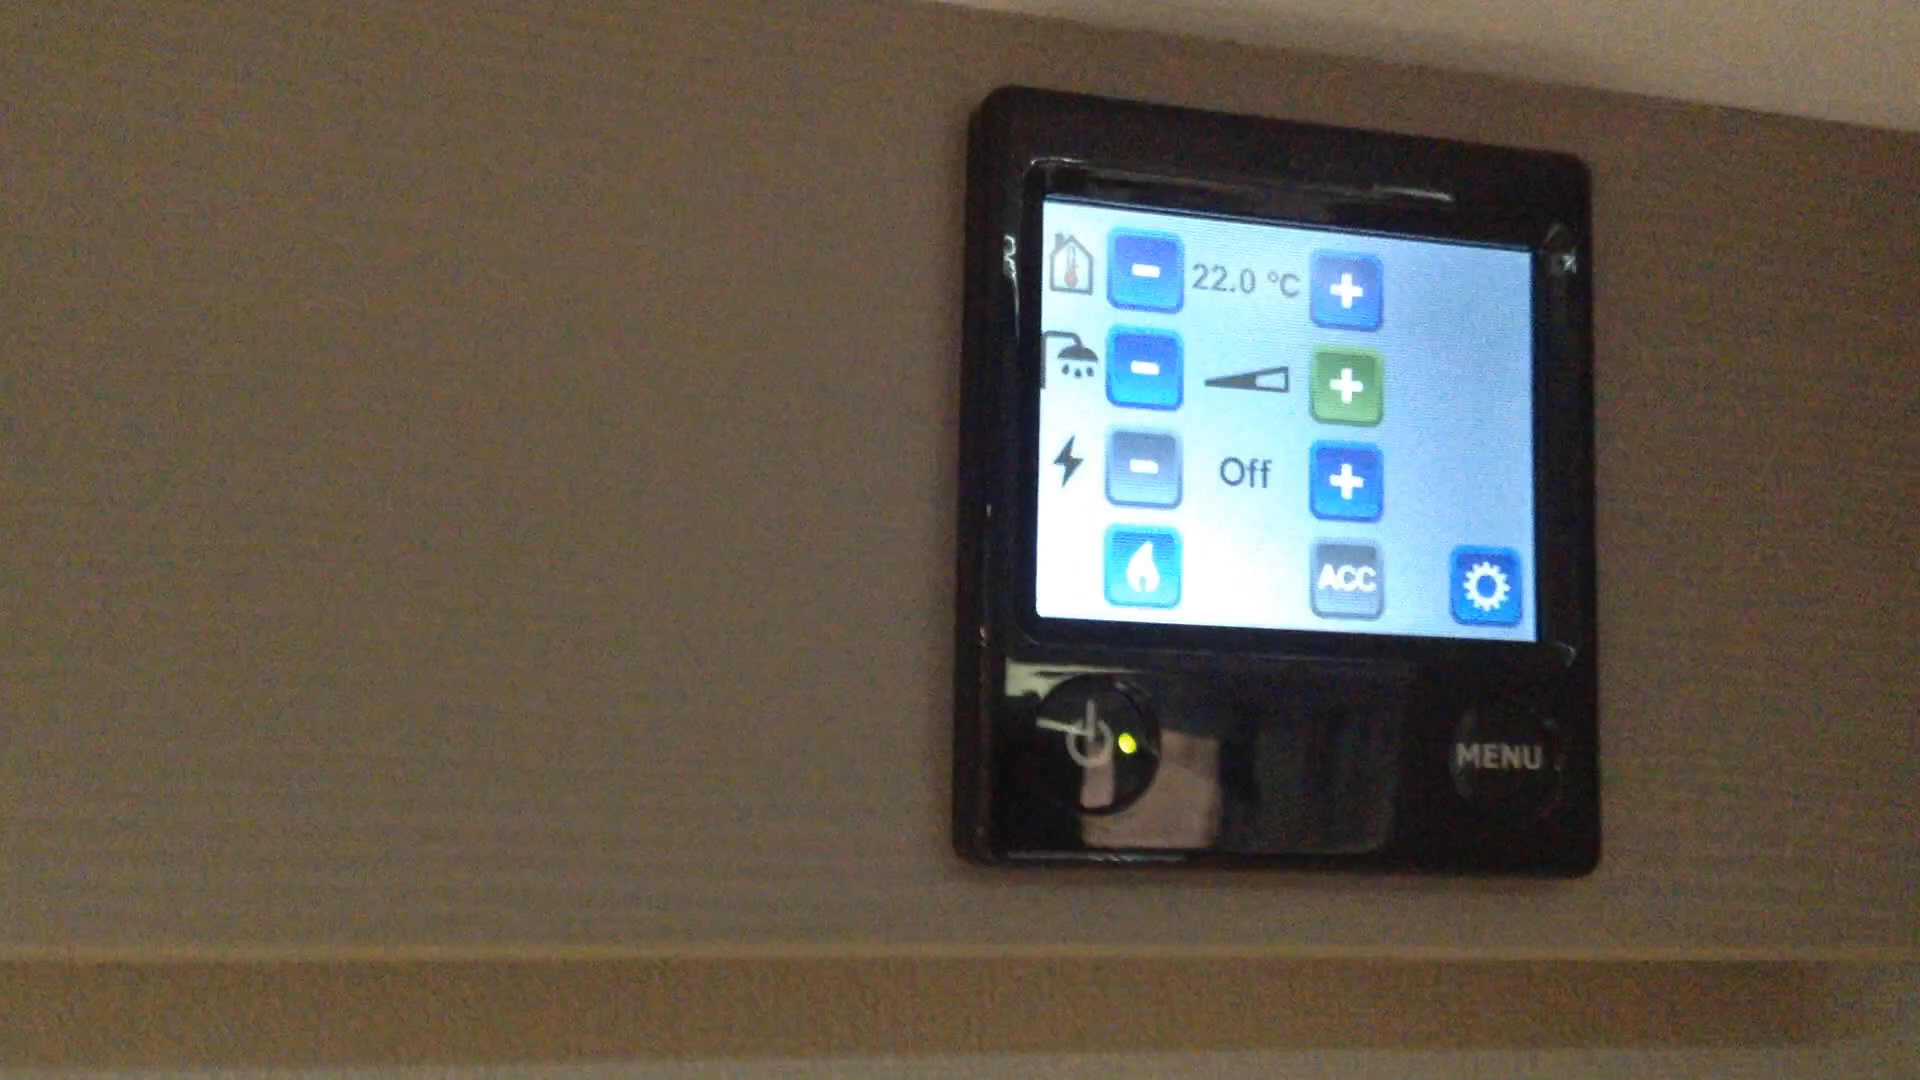 - 22.0 °C +
- +
- Off +
ACC
MENU